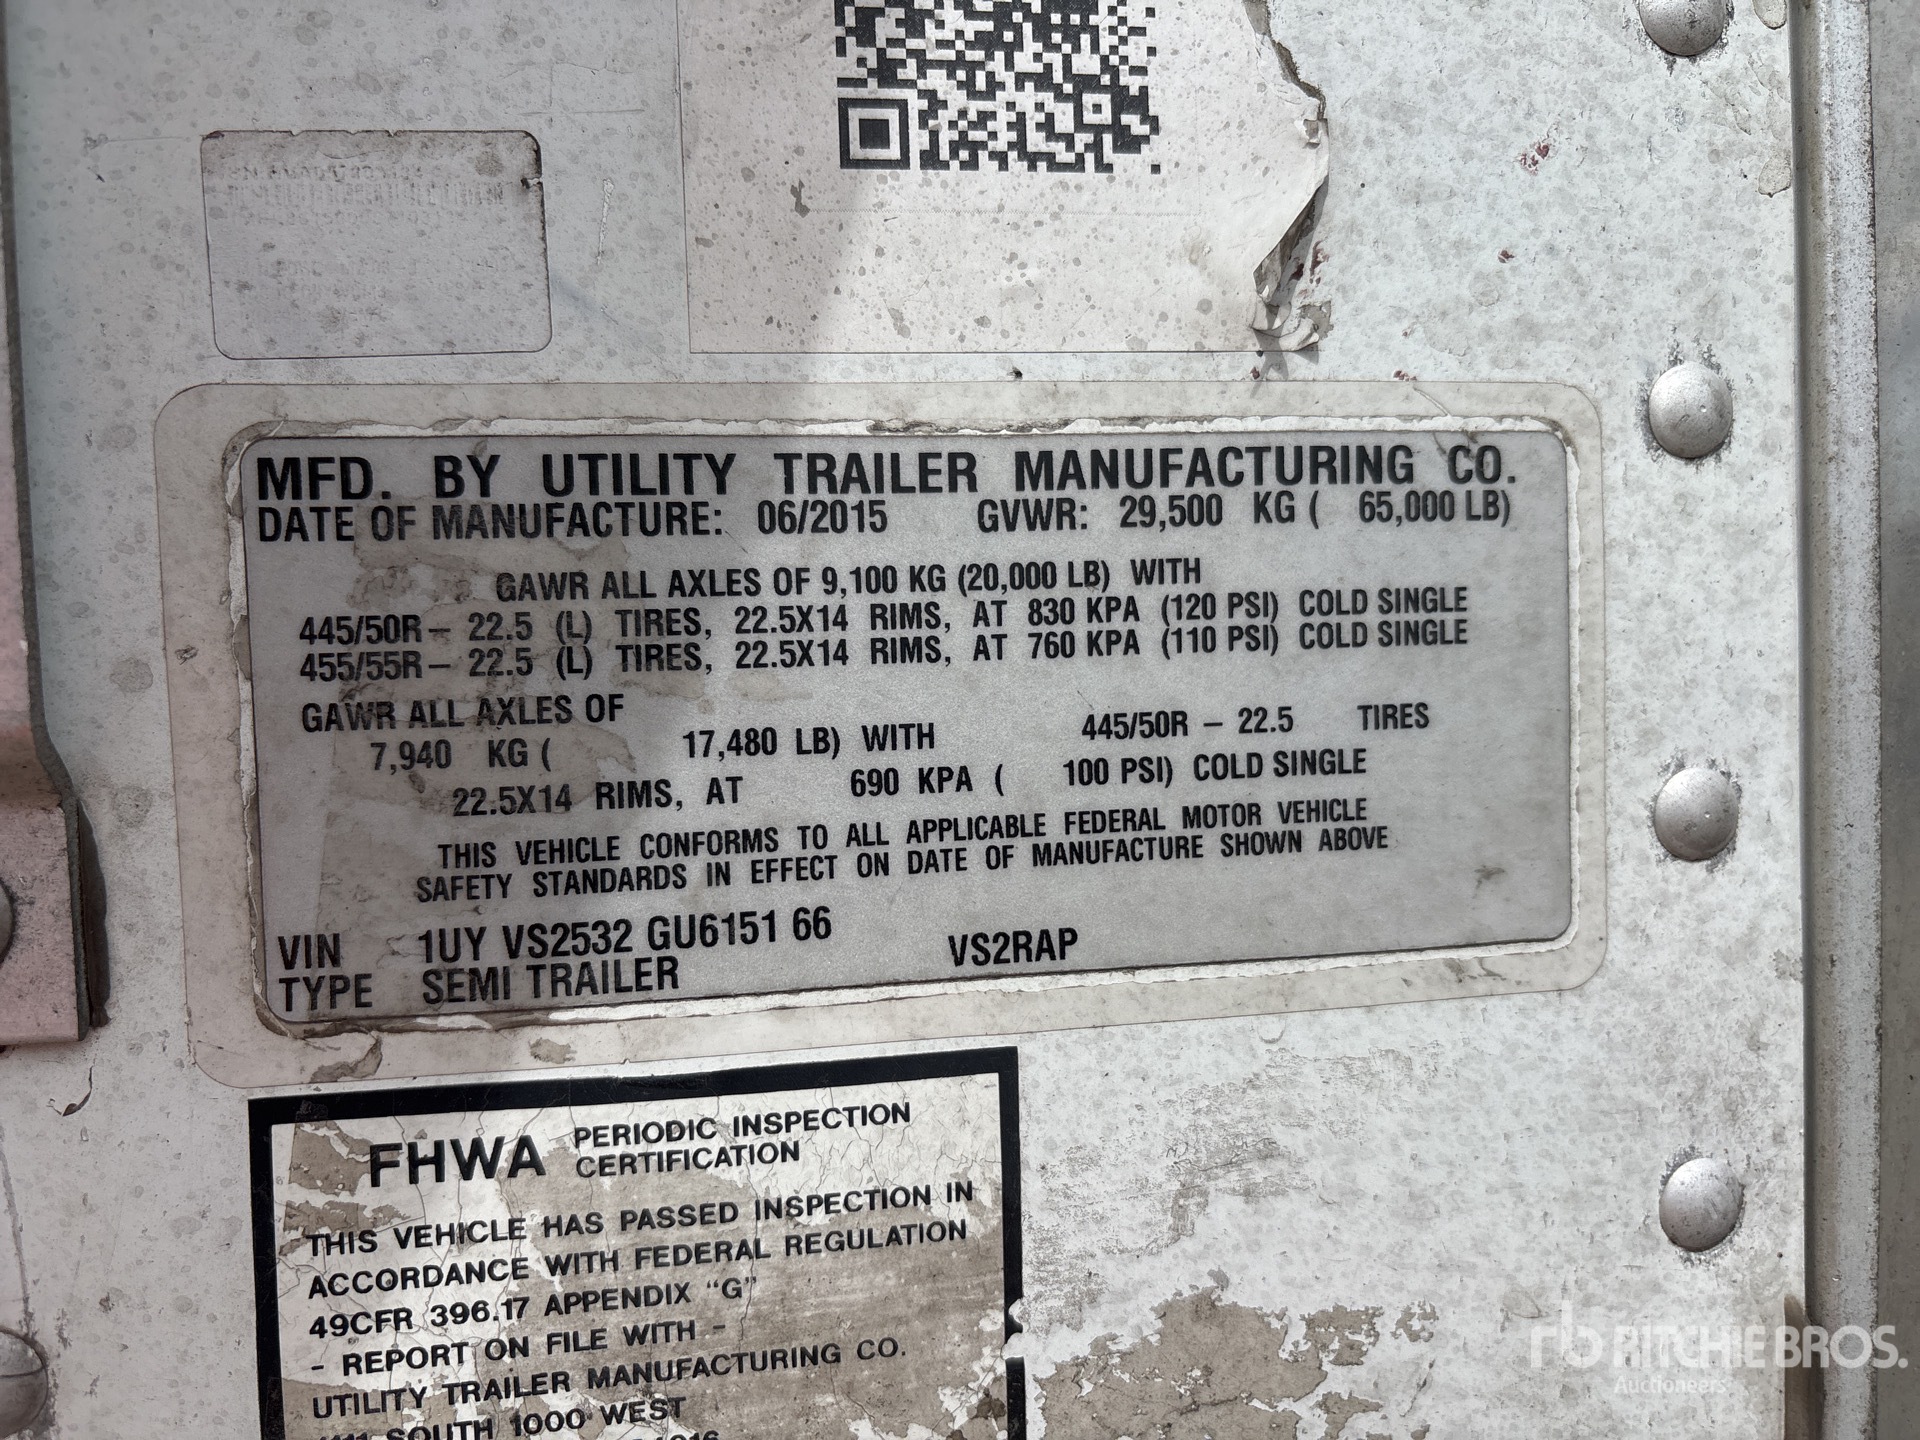 MFD. BY UTILITY TRAILER MANUFACTURING CO.
DATE OF MANUFACTURE: 06/2015 GVWR: 29,500 KG ( 65,000 LB)
GAWR ALL AXLES OF 9,100 KG (20,000 LB) WITH
445/50R – 22.5 (L) TIRES, 22.5X14 RIMS, AT 830 KPA (120 PSI) COLD SINGLE
455/55R – 22.5 (L) TIRES, 22.5X14 RIMS, AT 760 KPA (110 PSI) COLD SINGLE
GAWR ALL AXLES OF
7,940 KG ( 17,480 LB) WITH 445/50R – 22.5 TIRES
22.5X14 RIMS, AT 690 KPA ( 100 PSI) COLD SINGLE
THIS VEHICLE CONFORMS TO ALL APPLICABLE FEDERAL MOTOR VEHICLE
SAFETY STANDARDS IN EFFECT ON DATE OF MANUFACTURE SHOWN ABOVE
VIN 1UY VS2532 GU6151 66
TYPE SEMI TRAILER VS2RAP
FHWA PERIODIC INSPECTION
CERTIFICATION
THIS VEHICLE HAS PASSED INSPECTION IN
ACCORDANCE WITH FEDERAL REGULATION
49CFR 396.17 APPENDIX "G"
- REPORT ON FILE WITH -
UTILITY TRAILER MANUFACTURING CO.
SOUTH 1000 WEST
rb RITCHIE BROS.
Auctioneers